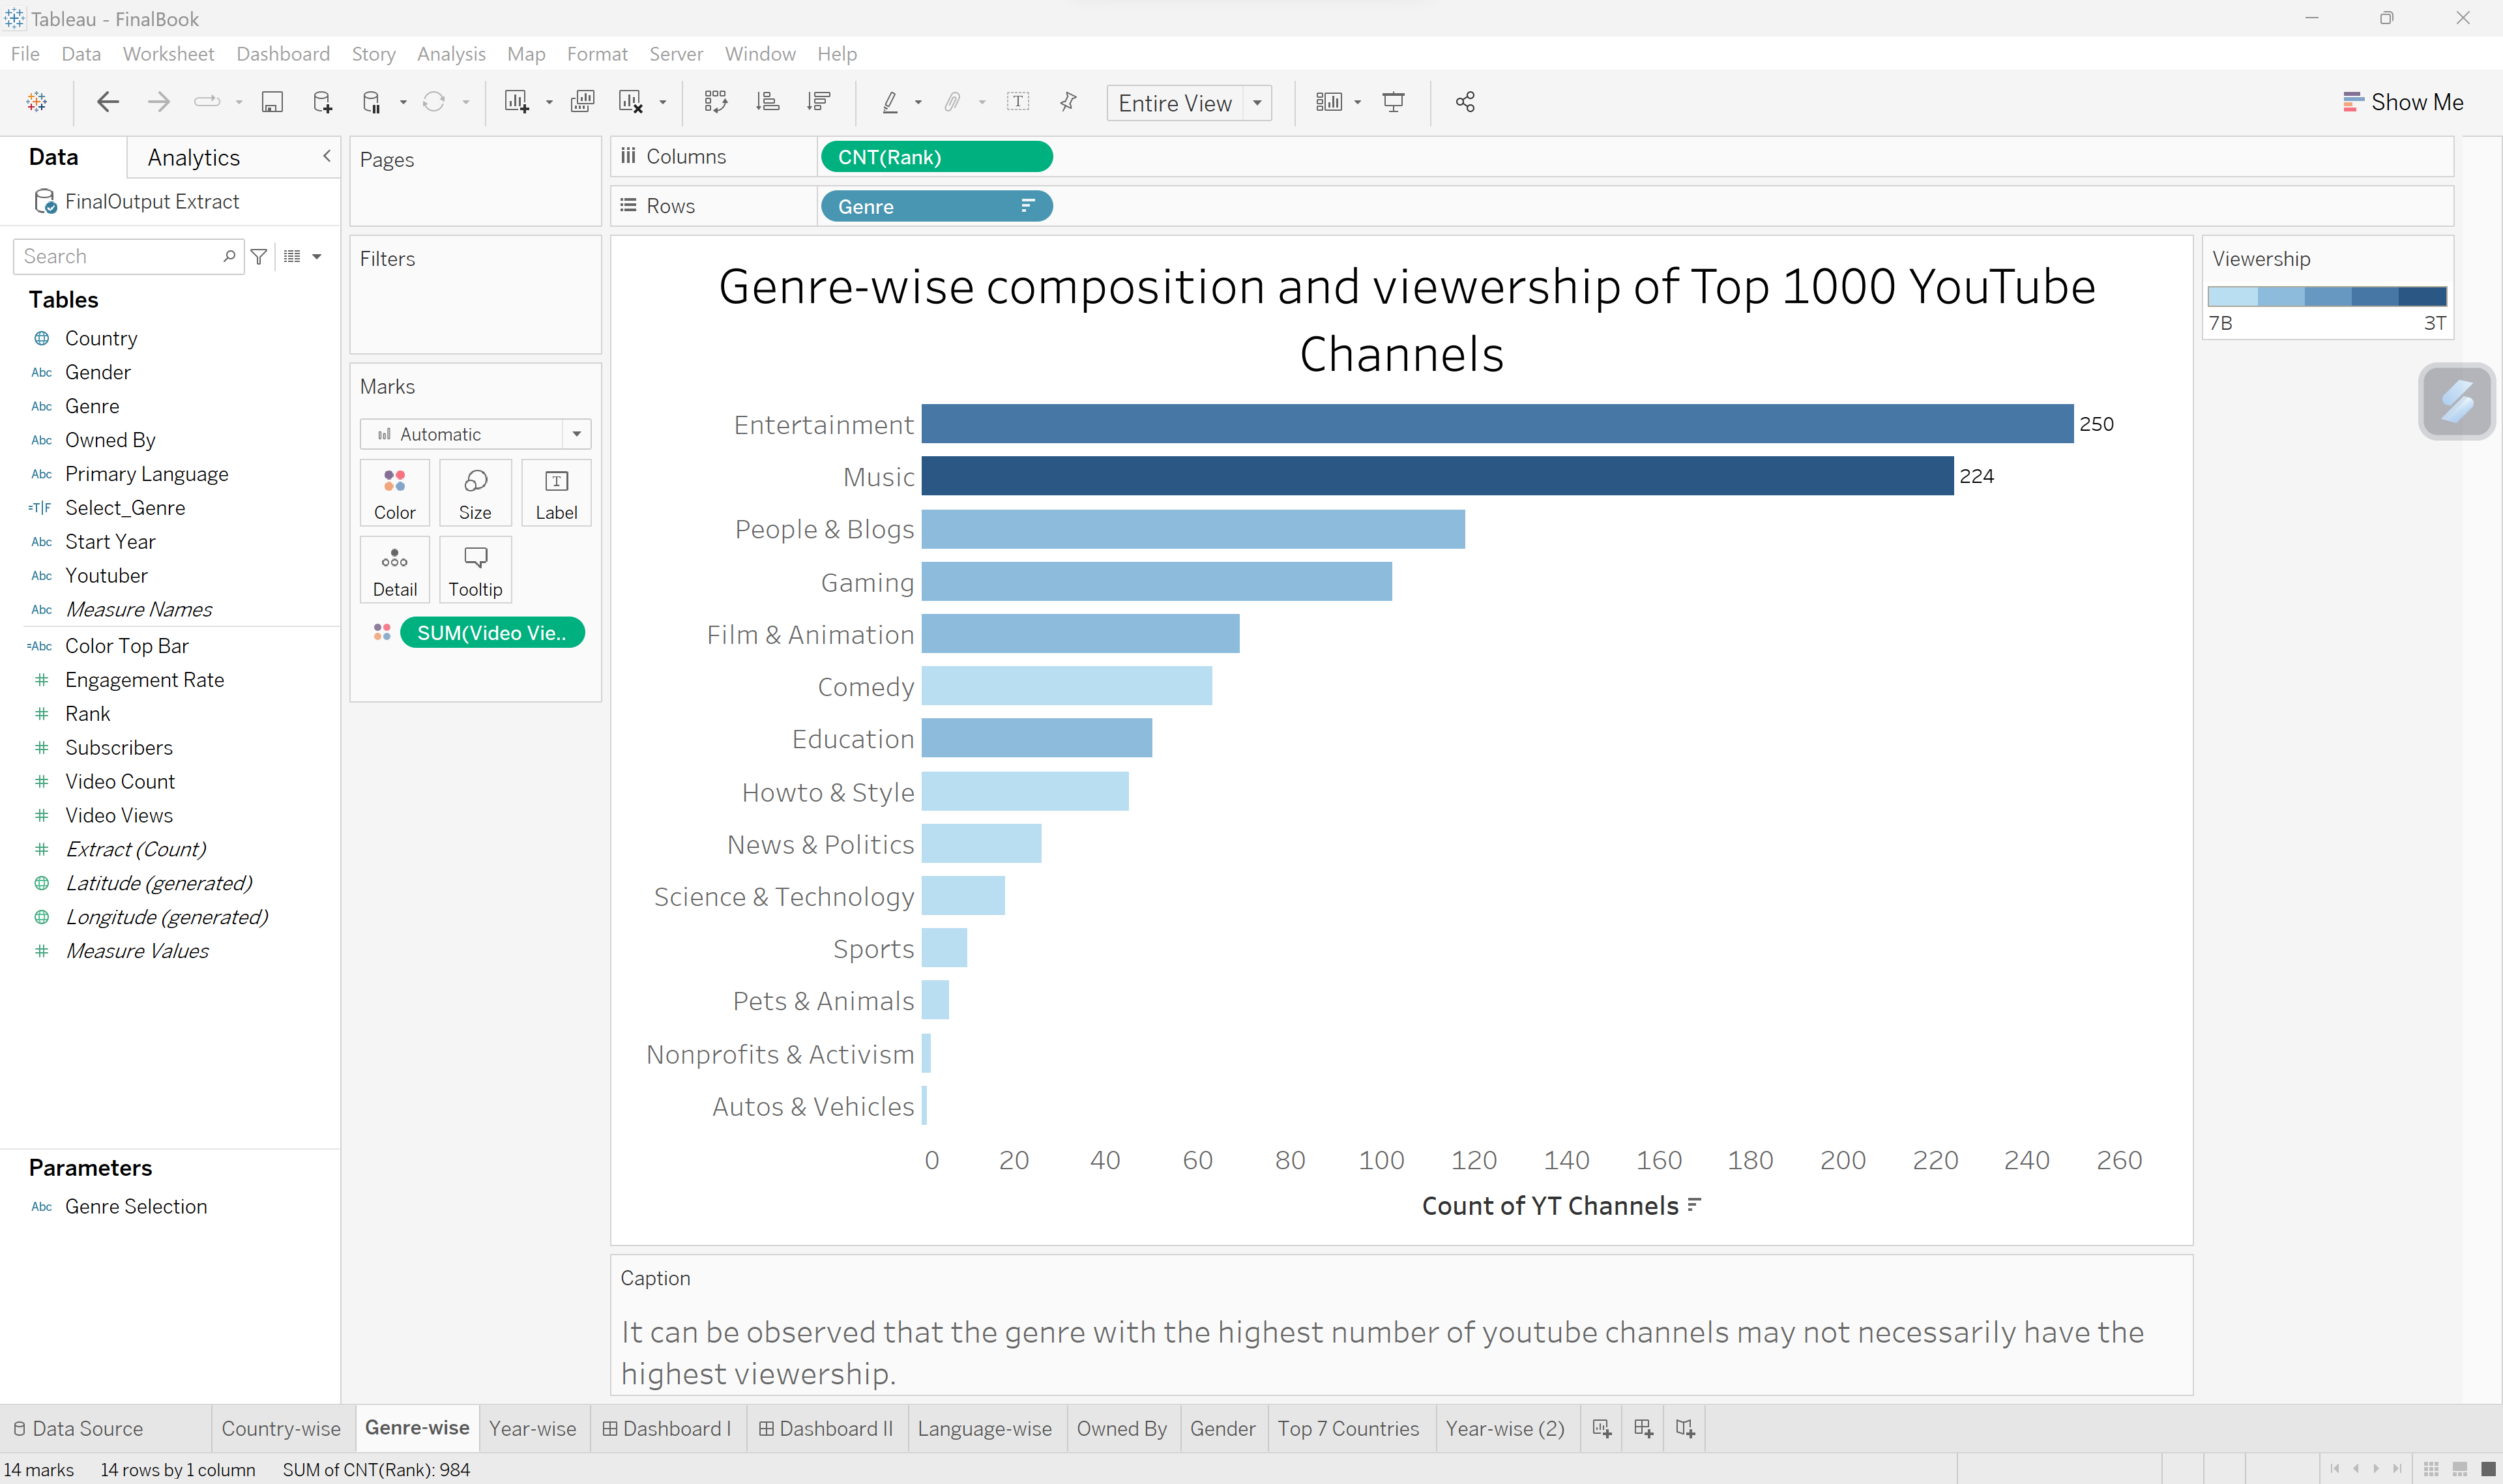 Tableau - FinalBook
File Data Worksheet Dashboard Story Analysis Map Format Server Window Help
Entire View
Show Me
Data Analytics
FinalOutput Extract
Search
Tables
Country
Abc Gender
Abc Genre
Abc Owned By
Abc Primary Language
=T|F Select_Genre
Abc Start Year
Abc Youtuber
Abc Measure Names
=Abc Color Top Bar
# Engagement Rate
# Rank
# Subscribers
# Video Count
# Video Views
# Extract (Count)
Latitude (generated)
Longitude (generated)
# Measure Values
Parameters
Abc Genre Selection
Pages
Filters
Marks
Automatic
Color Size Label
Detail Tooltip
SUM(Video Vie..
Columns CNT(Rank)
Rows Genre
Genre-wise composition and viewership of Top 1000 YouTube
Channels
Entertainment 250
Music 224
People & Blogs
Gaming
Film & Animation
Comedy
Education
Howto & Style
News & Politics
Science & Technology
Sports
Pets & Animals
Nonprofits & Activism
Autos & Vehicles
0 20 40 60 80 100 120 140 160 180 200 220 240 260
Count of YT Channels
Viewership
7B 3T
Caption
It can be observed that the genre with the highest number of youtube channels may not necessarily have the
highest viewership.
Data Source Country-wise Genre-wise Year-wise Dashboard I Dashboard II Language-wise Owned By Gender Top 7 Countries Year-wise (2)
14 marks 14 rows by 1 column SUM of CNT(Rank): 984